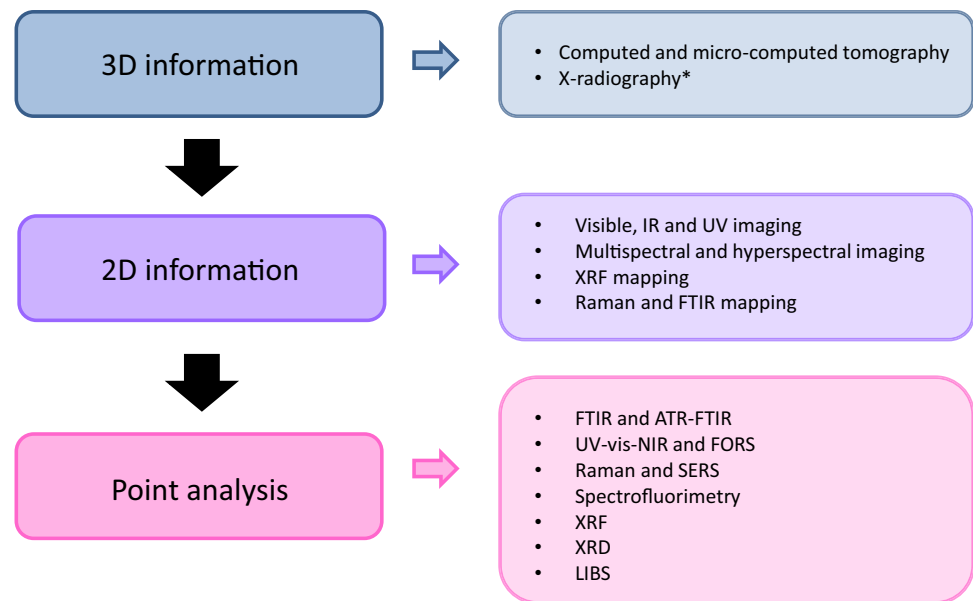 3D information
• Computed and micro-computed tomography
• X-radiography*
2D information
• Visible, IR and UV imaging
• Multispectral and hyperspectral imaging
• XRF mapping
• Raman and FTIR mapping
Point analysis
• FTIR and ATR-FTIR
• UV-vis-NIR and FORS
• Raman and SERS
• Spectrofluorimetry
• XRF
• XRD
• LIBS